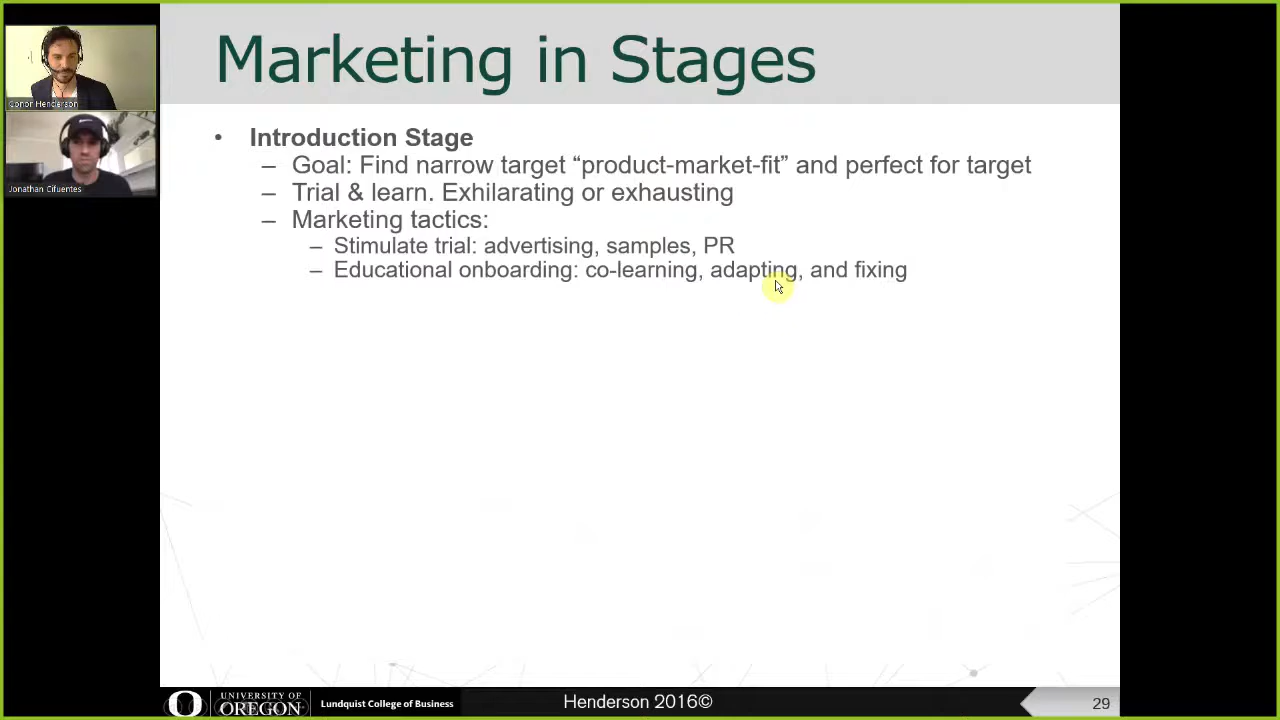 Conor Henderson
Jonathan Cifuentes
Marketing in Stages
• Introduction Stage
– Goal: Find narrow target “product-market-fit” and perfect for target
– Trial & learn. Exhilarating or exhausting
– Marketing tactics:
– Stimulate trial: advertising, samples, PR
– Educational onboarding: co-learning, adapting, and fixing
O
UNIVERSITY OF
OREGON
Lundquist College of Business
Henderson 2016©
29